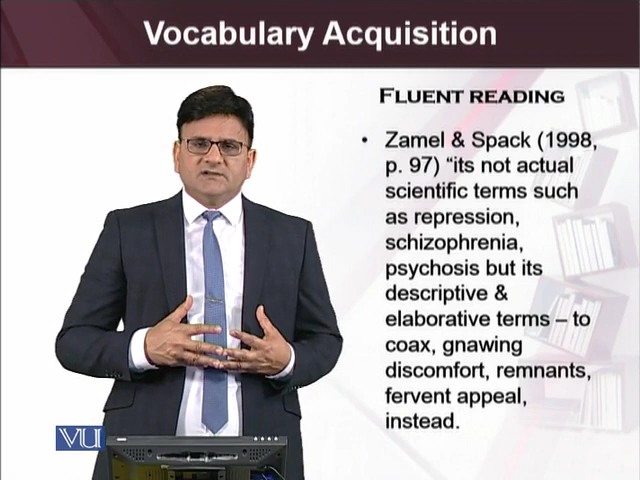 Vocabulary Acquisition
FLUENT READING
• Zamel & Spack (1998,
p. 97) “its not actual
scientific terms such
as repression,
schizophrenia,
psychosis but its
descriptive &
elaborative terms – to
coax, gnawing
discomfort, remnants,
fervent appeal,
instead.
VU